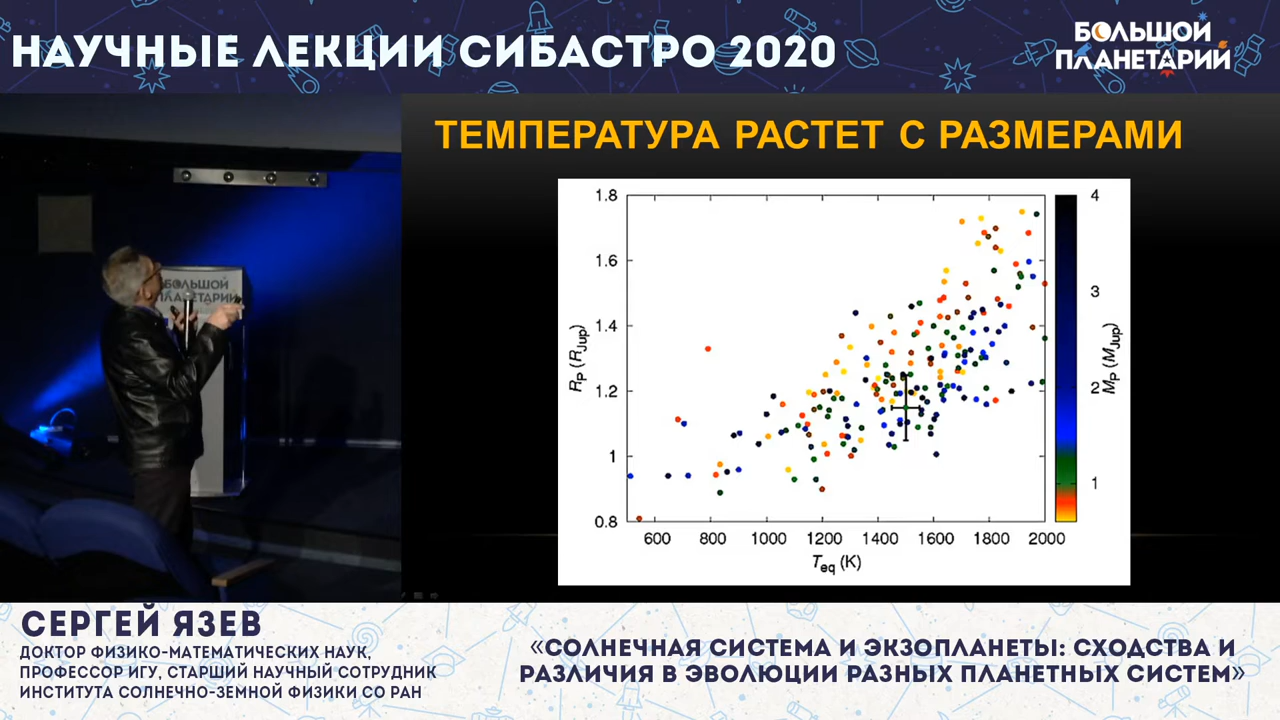 НАУЧНЫЕ ЛЕКЦИИ СИБАСТРО 2020
БОЛЬШОЙ
ПЛАНЕТАРИЙ
ТЕМПЕРАТУРА РАСТЕТ С РАЗМЕРАМИ
БОЛЬШОЙ
ПЛАНЕТАРИЙ
1.8
1.6
1.4
1.2
1
0.8
Rp (RJup)
600 800 1000 1200 1400 1600 1800 2000
Teq (K)
4
3
2
1
Mp (MJup)
СЕРГЕЙ ЯЗЕВ
ДОКТОР ФИЗИКО-МАТЕМАТИЧЕСКИХ НАУК,
ПРОФЕССОР ИГУ, СТАРШИЙ НАУЧНЫЙ СОТРУДНИК
ИНСТИТУТА СОЛНЕЧНО-ЗЕМНОЙ ФИЗИКИ СО РАН
«СОЛНЕЧНАЯ СИСТЕМА И ЭКЗОПЛАНЕТЫ: СХОДСТВА И
РАЗЛИЧИЯ В ЭВОЛЮЦИИ РАЗНЫХ ПЛАНЕТНЫХ СИСТЕМ»